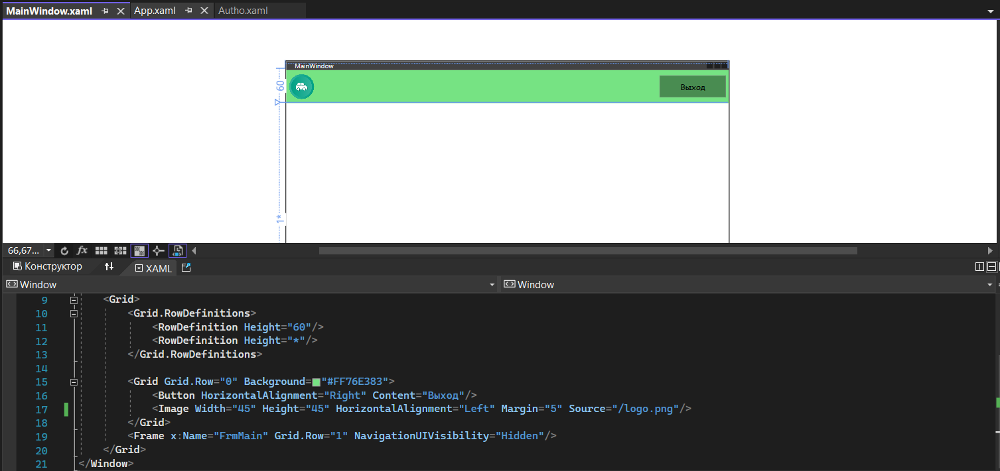 MainWindow.xaml App.xaml Autho.xaml
MainWindow
60
Выход
1*
66,67...
fx
Конструктор XAML
Window Window
9 <Grid>
10 <Grid.RowDefinitions>
11 <RowDefinition Height="60"/>
12 <RowDefinition Height="*"/>
13 </Grid.RowDefinitions>
14
15 <Grid Grid.Row="0" Background="#FF76E383">
16 <Button HorizontalAlignment="Right" Content="Выход"/>
17 <Image Width="45" Height="45" HorizontalAlignment="Left" Margin="5" Source="/logo.png"/>
18 </Grid>
19 <Frame x:Name="FrmMain" Grid.Row="1" NavigationUIVisibility="Hidden"/>
20 </Grid>
21 </Window>